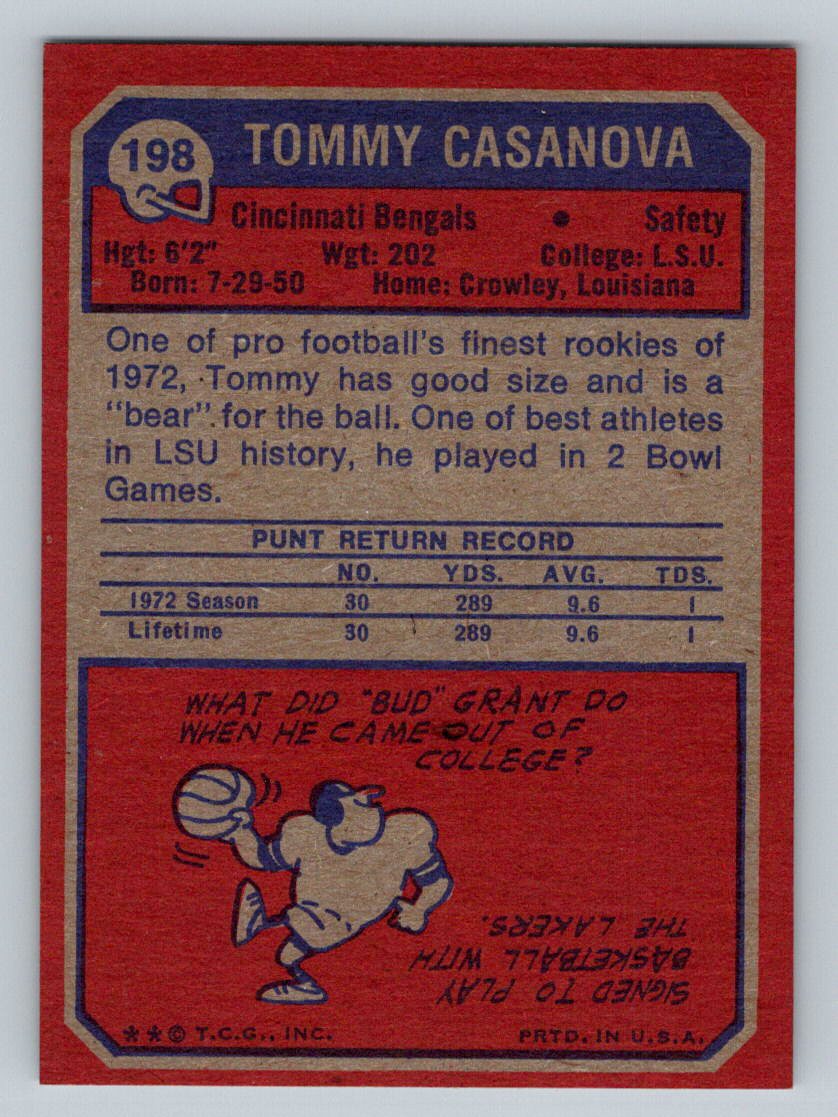 198
TOMMY CASANOVA
Cincinnati Bengals • Safety
Hgt: 6'2" Wgt: 202 College: L.S.U.
Born: 7-29-50 Home: Crowley, Louisiana
One of pro football's finest rookies of
1972, Tommy has good size and is a
"bear" for the ball. One of best athletes
in LSU history, he played in 2 Bowl
Games.
PUNT RETURN RECORD
NO. YDS. AVG. TDS.
1972 Season 30 289 9.6 1
Lifetime 30 289 9.6 1
WHAT DID "BUD" GRANT DO
WHEN HE CAME OUT OF
COLLEGE?
SIGNED TO PLAY
BASKETBALL WITH
THE LAKERS.
**© T.C.G., INC. PRTD. IN U.S.A.